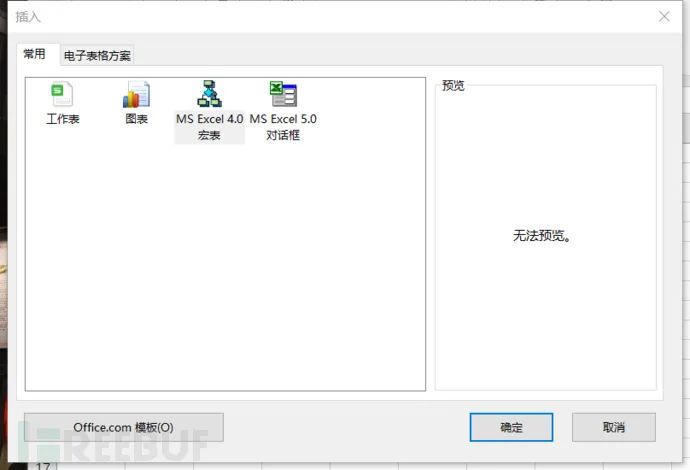 插入
常用
电子表格方案
工作表
图表
MS Excel 4.0
宏表
MS Excel 5.0
对话框
预览
无法预览。
Office.com 模板(O)
确定
取消
REEBUF
17